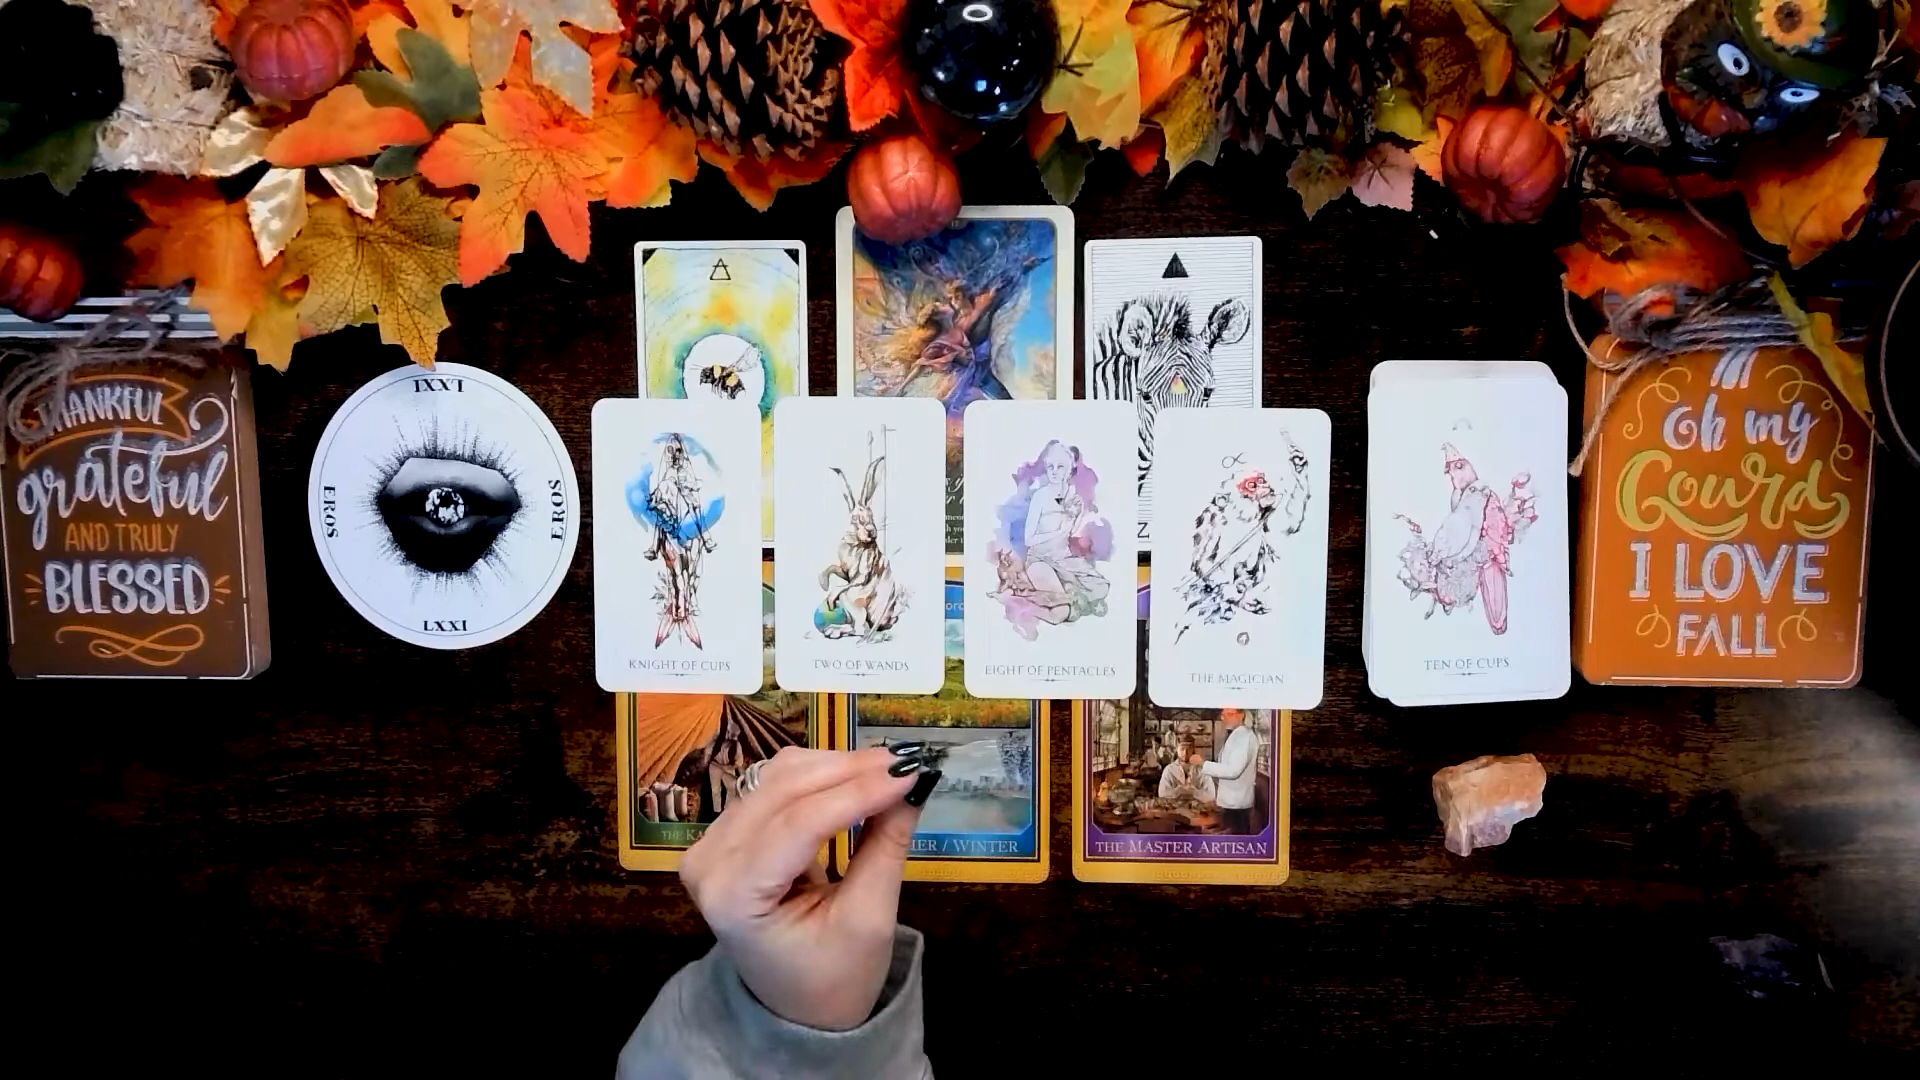 THANKFUL
grateful
AND TRULY
BLESSED
LXXI
EROS
EROS
LXXI
KNIGHT OF CUPS
TWO OF WANDS
EIGHT OF PENTACLES
THE MAGICIAN
TEN OF CUPS
oh my
Gourd
I LOVE
FALL
THE
/ WINTER
THE MASTER ARTISAN